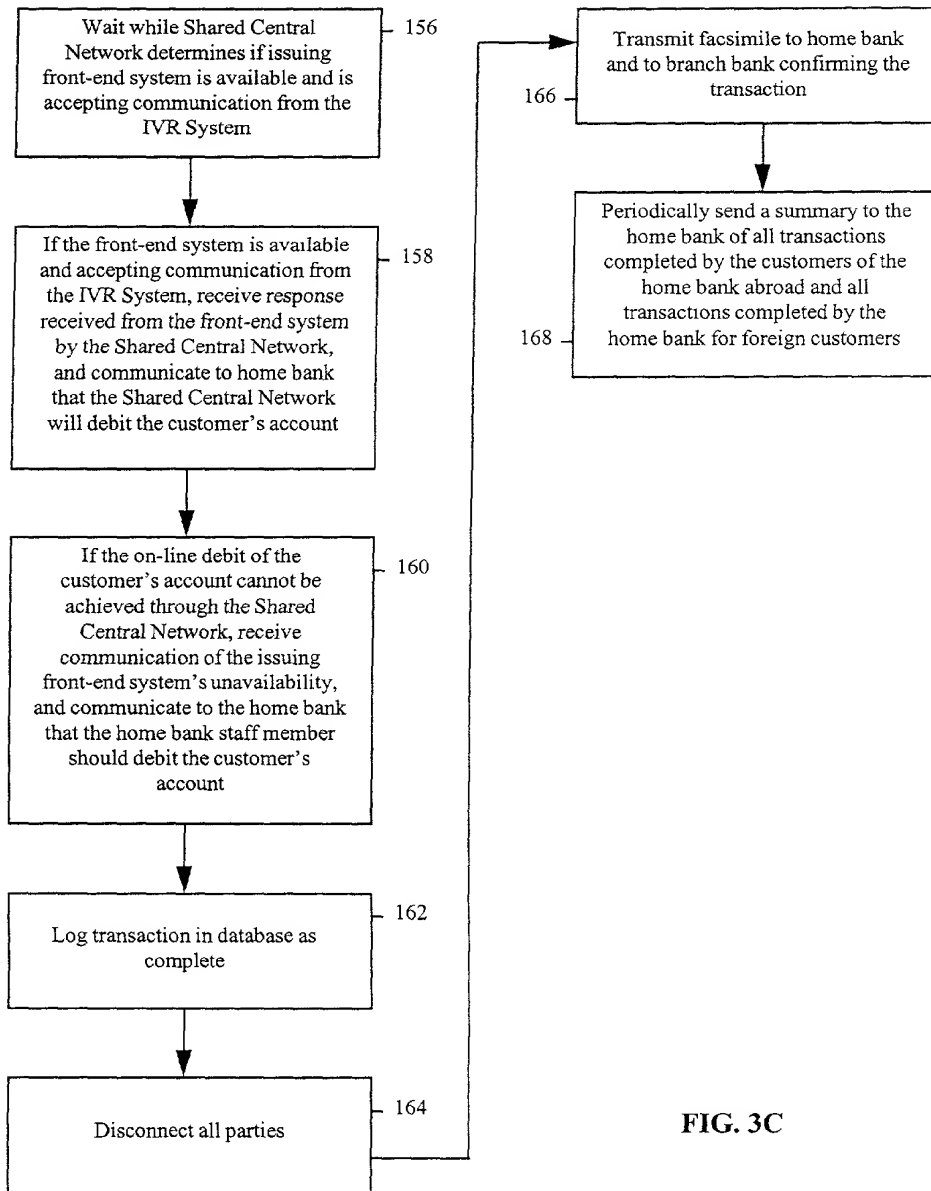 Wait while Shared Central
Network determines if issuing
front-end system is available and is
accepting communication from the
IVR System
156
If the front-end system is available
and accepting communication from
the IVR System, receive response
received from the front-end system
by the Shared Central Network,
and communicate to home bank
that the Shared Central Network
will debit the customer's account
158
If the on-line debit of the
customer's account cannot be
achieved through the Shared
Central Network, receive
communication of the issuing
front-end system's unavailability,
and communicate to the home bank
that the home bank staff member
should debit the customer's
account
160
Log transaction in database as
complete
162
Disconnect all parties
164
Transmit facsimile to home bank
and to branch bank confirming the
transaction
166
Periodically send a summary to the
home bank of all transactions
completed by the customers of the
home bank abroad and all
transactions completed by the
home bank for foreign customers
168
FIG. 3C